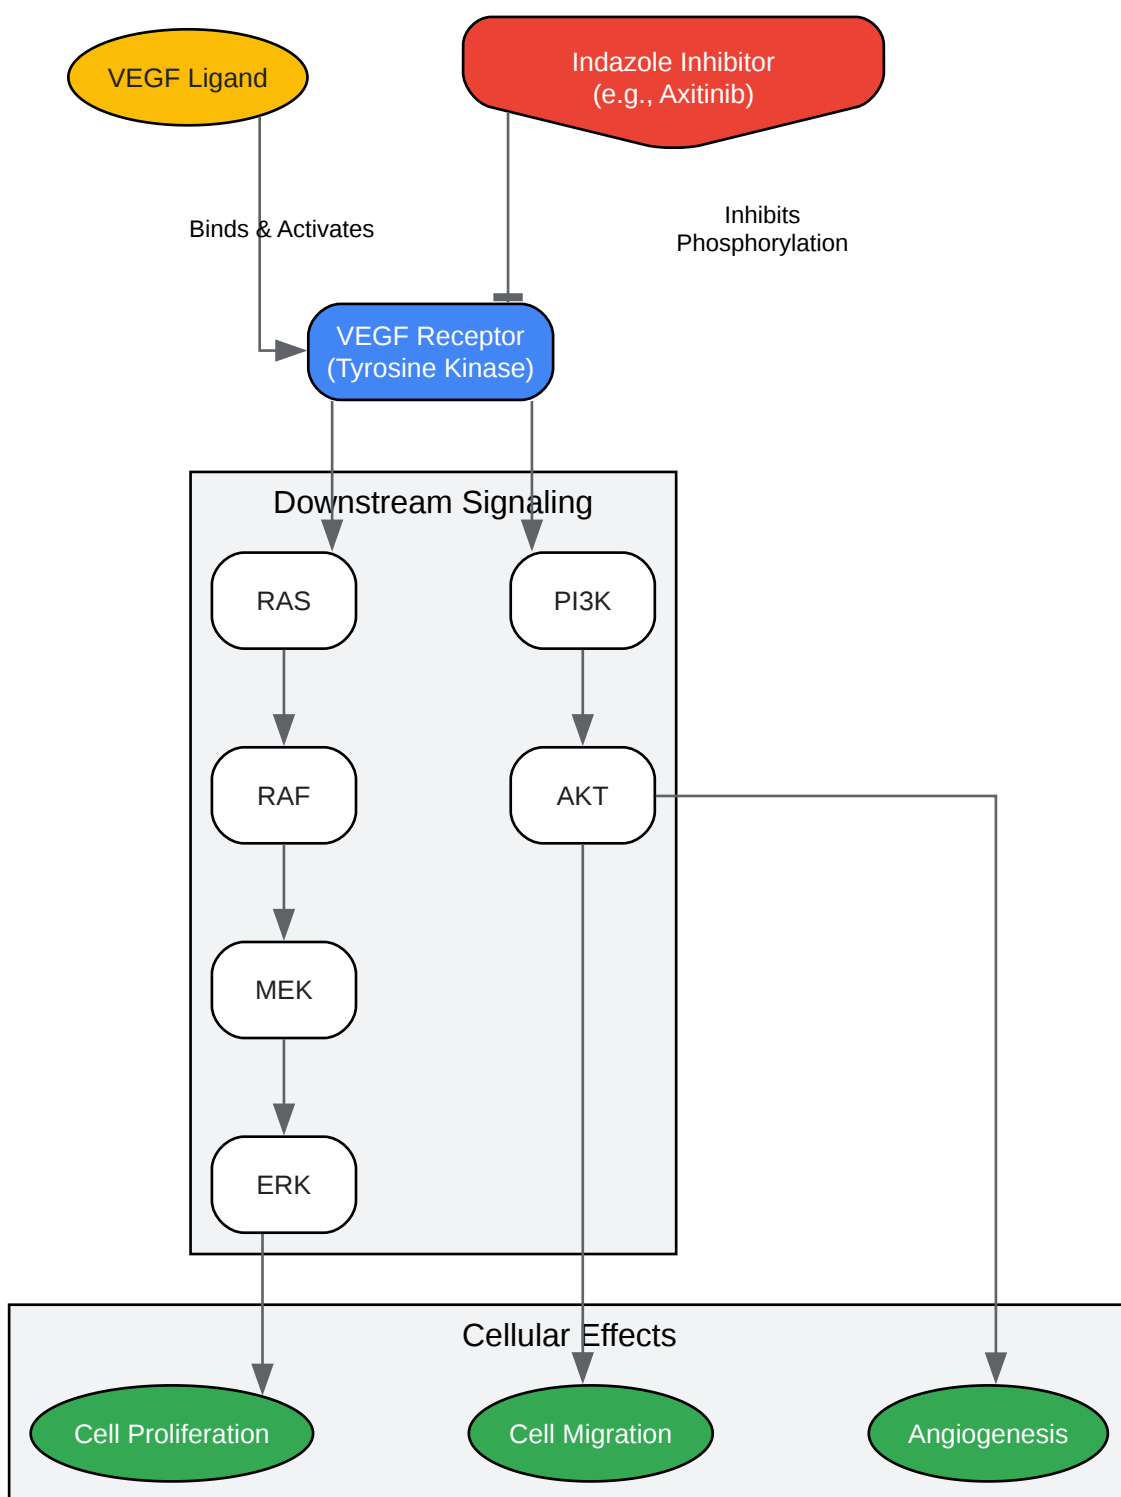 VEGF Ligand
Indazole Inhibitor
(e.g., Axitinib)
Binds & Activates
Inhibits
Phosphorylation
VEGF Receptor
(Tyrosine Kinase)
Downstream Signaling
RAS
PI3K
RAF
AKT
MEK
ERK
Cellular Effects
Cell Proliferation
Cell Migration
Angiogenesis